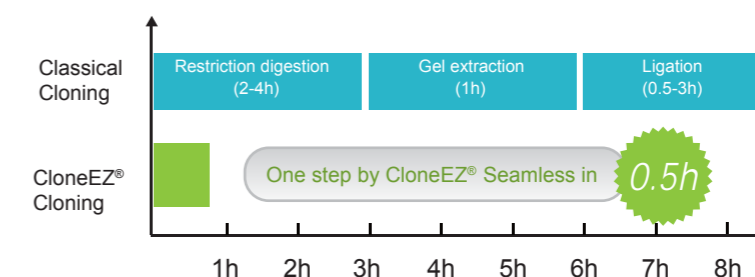 Classical
Cloning
Restriction digestion
(2-4h)
Gel extraction
(1h)
Ligation
(0.5-3h)
CloneEZ®
Cloning
One step by CloneEZ® Seamless in
0.5h
1h 2h 3h 4h 5h 6h 7h 8h